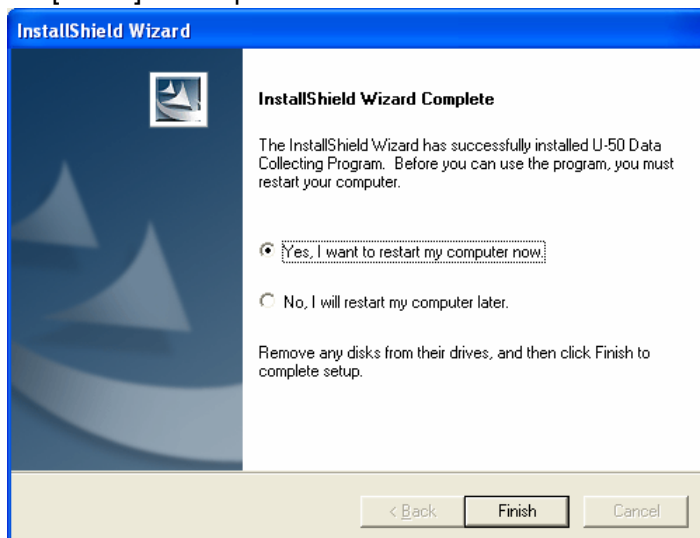 InstallShield Wizard
InstallShield Wizard Complete
The InstallShield Wizard has successfully installed U-50 Data
Collecting Program. Before you can use the program, you must
restart your computer.
Yes, I want to restart my computer now.
No, I will restart my computer later.
Remove any disks from their drives, and then click Finish to
complete setup.
< Back Finish Cancel